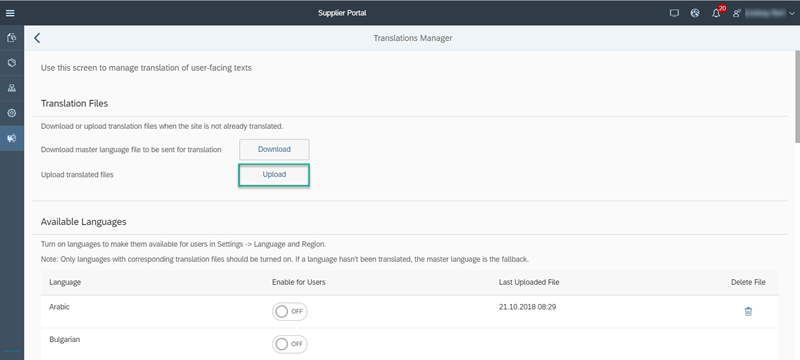 Supplier Portal
20
Translations Manager
Use this screen to manage translation of user-facing texts
Translation Files
Download or upload translation files when the site is not already translated.
Download master language file to be sent for translation Download
Upload translated files Upload
Available Languages
Turn on languages to make them available for users in Settings -> Language and Region.
Note: Only languages with corresponding translation files should be turned on. If a language hasn't been translated, the master language is the fallback.
Language Enable for Users Last Uploaded File Delete File
Arabic OFF 21.10.2018 08:29
Bulgarian OFF